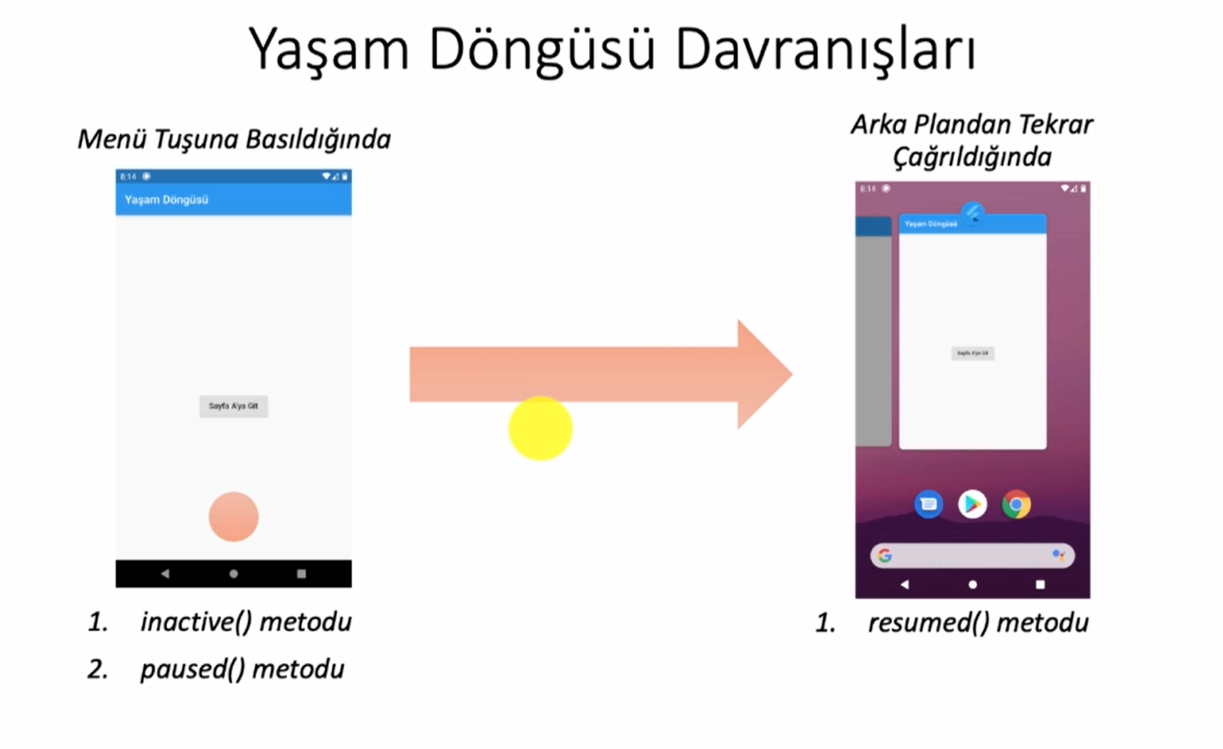 Yaşam Döngüsü Davranışları
Menü Tuşuna Basıldığında
8:14
Yaşam Döngüsü
Sayfa A'ya Git
1. inactive() metodu
2. paused() metodu
Arka Plandan Tekrar
Çağrıldığında
8:14
Yaşam Döngüsü
Sayfa A'ya Git
1. resumed() metodu